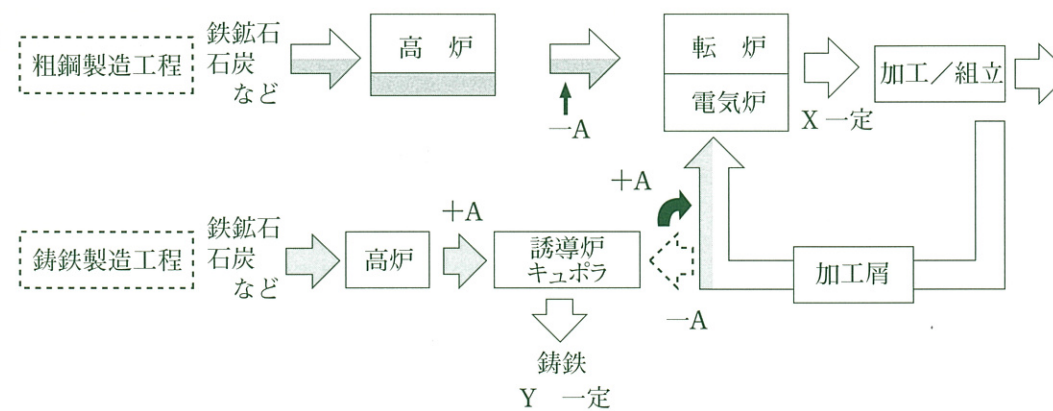 粗鋼製造工程
鉄鉱石
石炭
など
高 炉
―A
転 炉
電気炉
X 一定
加工／組立
鋳鉄製造工程
鉄鉱石
石炭
など
高炉
＋A
誘導炉
キュポラ
＋A
―A
加工屑
鋳鉄
Y 一定